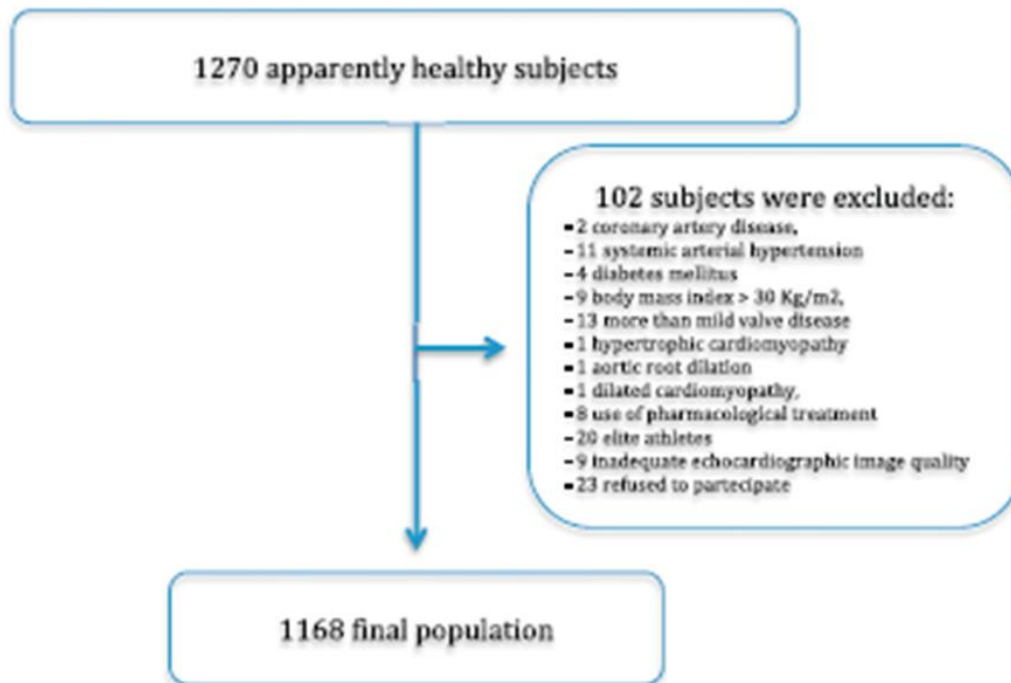 1270 apparently healthy subjects
102 subjects were excluded:
-2 coronary artery disease,
-11 systemic arterial hypertension
-4 diabetes mellitus
-9 body mass index > 30 Kg/m2,
-13 more than mild valve disease
-1 hypertrophic cardiomyopathy
-1 aortic root dilation
-1 dilated cardiomyopathy,
-8 use of pharmacological treatment
-20 elite athletes
-9 inadequate echocardiographic image quality
-23 refused to partecipate
1168 final population